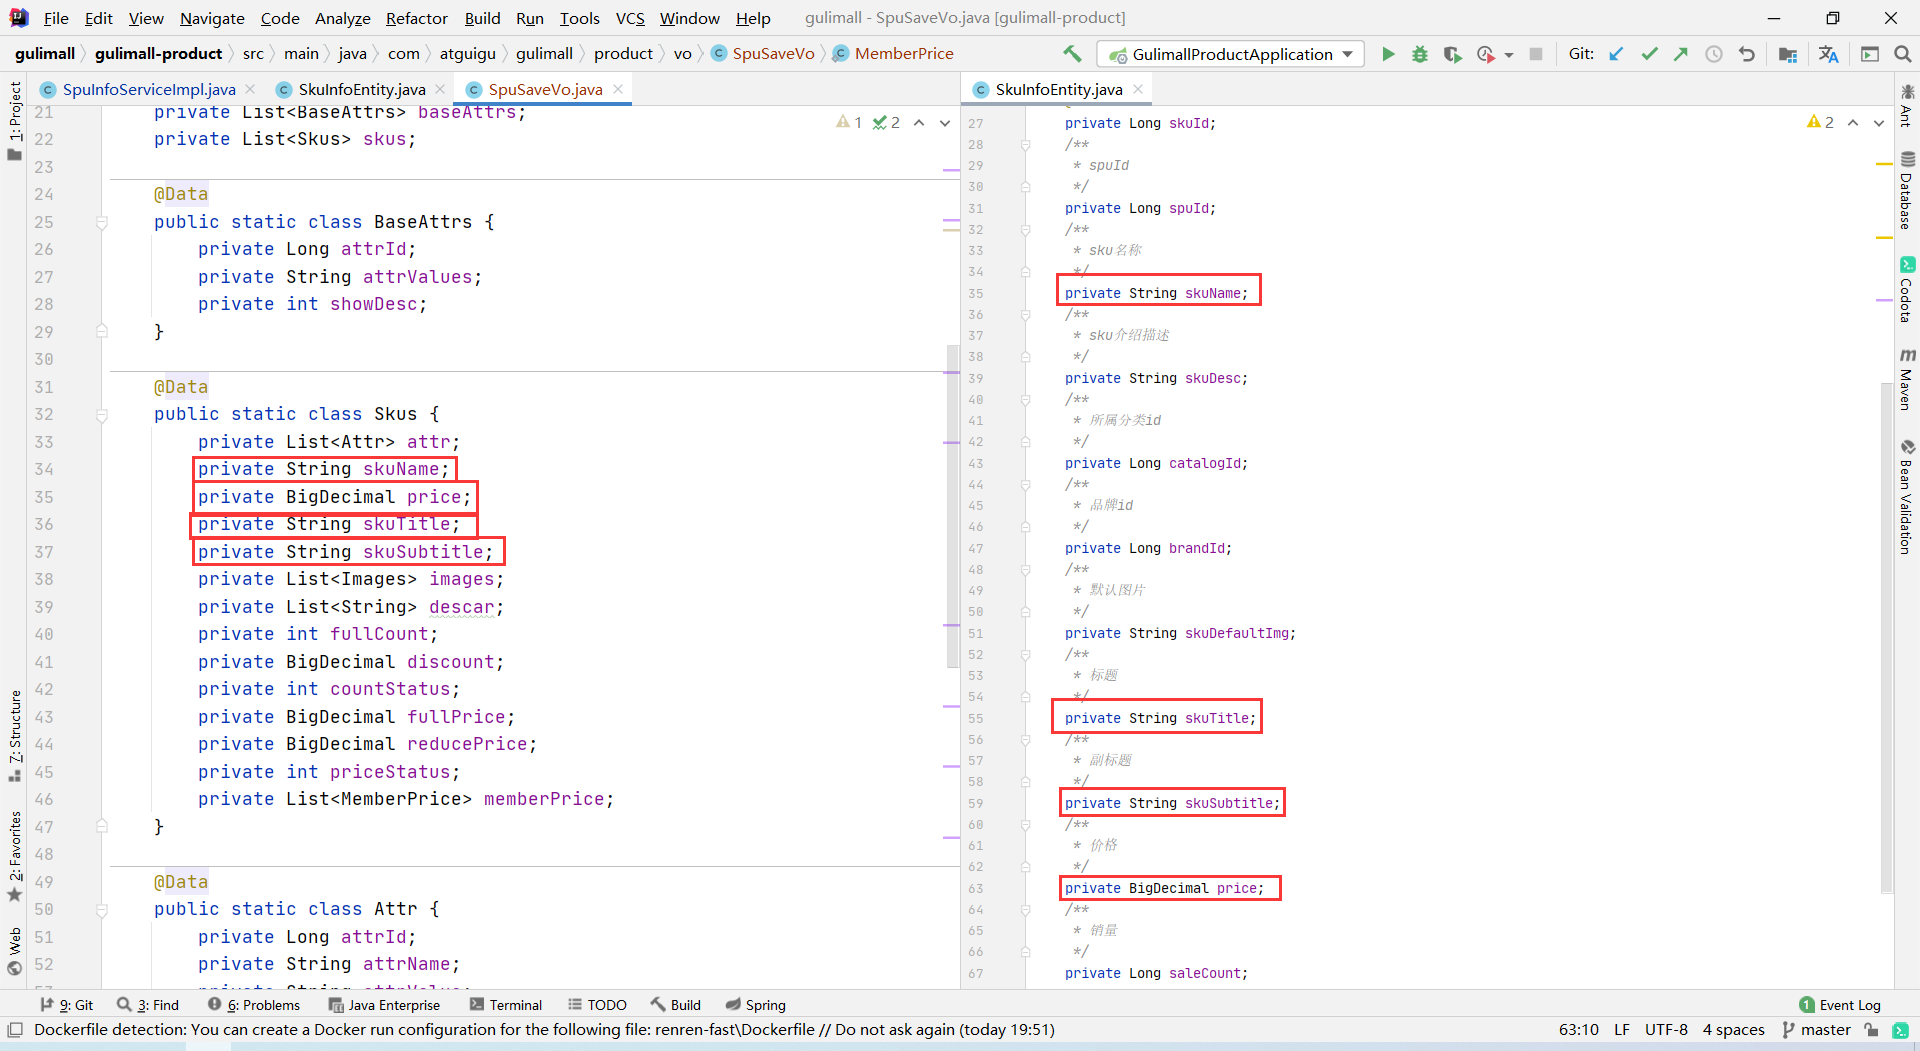 File Edit View Navigate Code Analyze Refactor Build Run Tools VCS Window Help gulimall - SpuSaveVo.java [gulimall-product]
gulimall gulimall-product src main java com atguigu gulimall product vo SpuSaveVo MemberPrice GulimallProductApplication Git:
SpuInfoServiceImpl.java SkuInfoEntity.java SpuSaveVo.java
1: Project
7: Structure
2: Favorites
Web
1 2
21 private List<BaseAttrs> baseAttrs;
22 private List<Skus> skus;
23
24 @Data
25 public static class BaseAttrs {
26 private Long attrId;
27 private String attrValues;
28 private int showDesc;
29 }
30
31 @Data
32 public static class Skus {
33 private List<Attr> attr;
34 private String skuName;
35 private BigDecimal price;
36 private String skuTitle;
37 private String skuSubtitle;
38 private List<Images> images;
39 private List<String> descar;
40 private int fullCount;
41 private BigDecimal discount;
42 private int countStatus;
43 private BigDecimal fullPrice;
44 private BigDecimal reducePrice;
45 private int priceStatus;
46 private List<MemberPrice> memberPrice;
47 }
48
49 @Data
50 public static class Attr {
51 private Long attrId;
52 private String attrName;
53 private String attrValue;
SkuInfoEntity.java
2
27 private Long skuId;
28 /**
29 * spuId
30 */
31 private Long spuId;
32 /**
33 * sku名称
34 */
35 private String skuName;
36 /**
37 * sku介绍描述
38 */
39 private String skuDesc;
40 /**
41 * 所属分类id
42 */
43 private Long catalogId;
44 /**
45 * 品牌id
46 */
47 private Long brandId;
48 /**
49 * 默认图片
50 */
51 private String skuDefaultImg;
52 /**
53 * 标题
54 */
55 private String skuTitle;
56 /**
57 * 副标题
58 */
59 private String skuSubtitle;
60 /**
61 * 价格
62 */
63 private BigDecimal price;
64 /**
65 * 销量
66 */
67 private Long saleCount;
Ant
Database
Codota
Maven
Bean Validation
9: Git 3: Find 6: Problems Java Enterprise Terminal TODO Build Spring 1 Event Log
Dockerfile detection: You can create a Docker run configuration for the following file: renren-fast\Dockerfile // Do not ask again (today 19:51) 63:10 LF UTF-8 4 spaces master